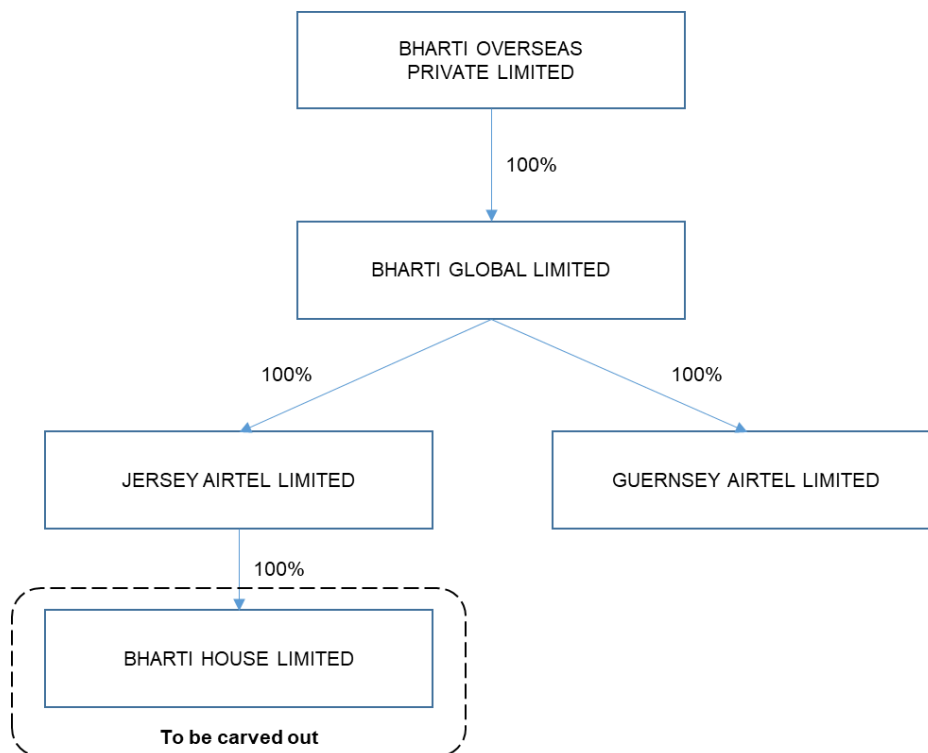 BHARTI OVERSEAS
PRIVATE LIMITED
100%
BHARTI GLOBAL LIMITED
100%
100%
JERSEY AIRTEL LIMITED
GUERNSEY AIRTEL LIMITED
100%
BHARTI HOUSE LIMITED
To be carved out